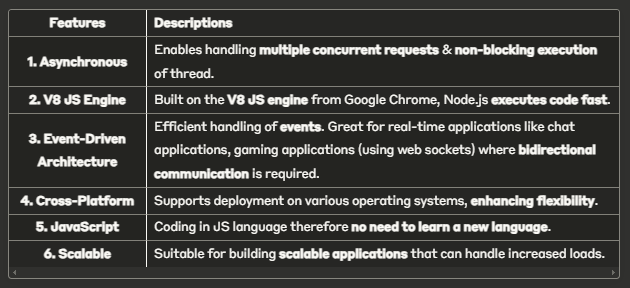 Features Descriptions
1. Asynchronous
Enables handling multiple concurrent requests & non-blocking execution
of thread.
2. V8 JS Engine
Built on the V8 JS engine from Google Chrome, Node.js executes code fast.
3. Event-Driven
Architecture
Efficient handling of events. Great for real-time applications like chat
applications, gaming applications (using web sockets) where bidirectional
communication is required.
4. Cross-Platform
Supports deployment on various operating systems, enhancing flexibility.
5. JavaScript
Coding in JS language therefore no need to learn a new language.
6. Scalable
Suitable for building scalable applications that can handle increased loads.